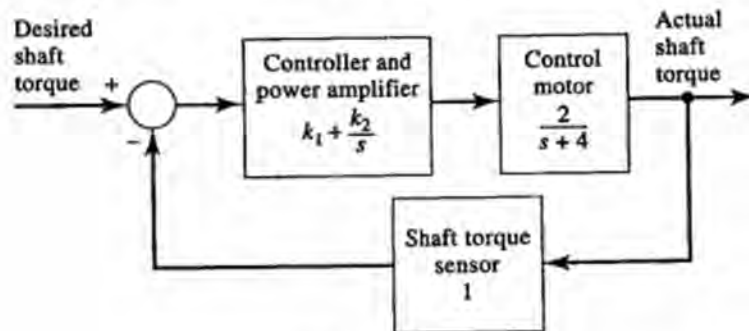 Desired
shaft
torque
+
−
Controller and
power amplifier
k₁ + k₂/s
Control
motor
2
s + 4
Actual
shaft
torque
Shaft torque
sensor
1